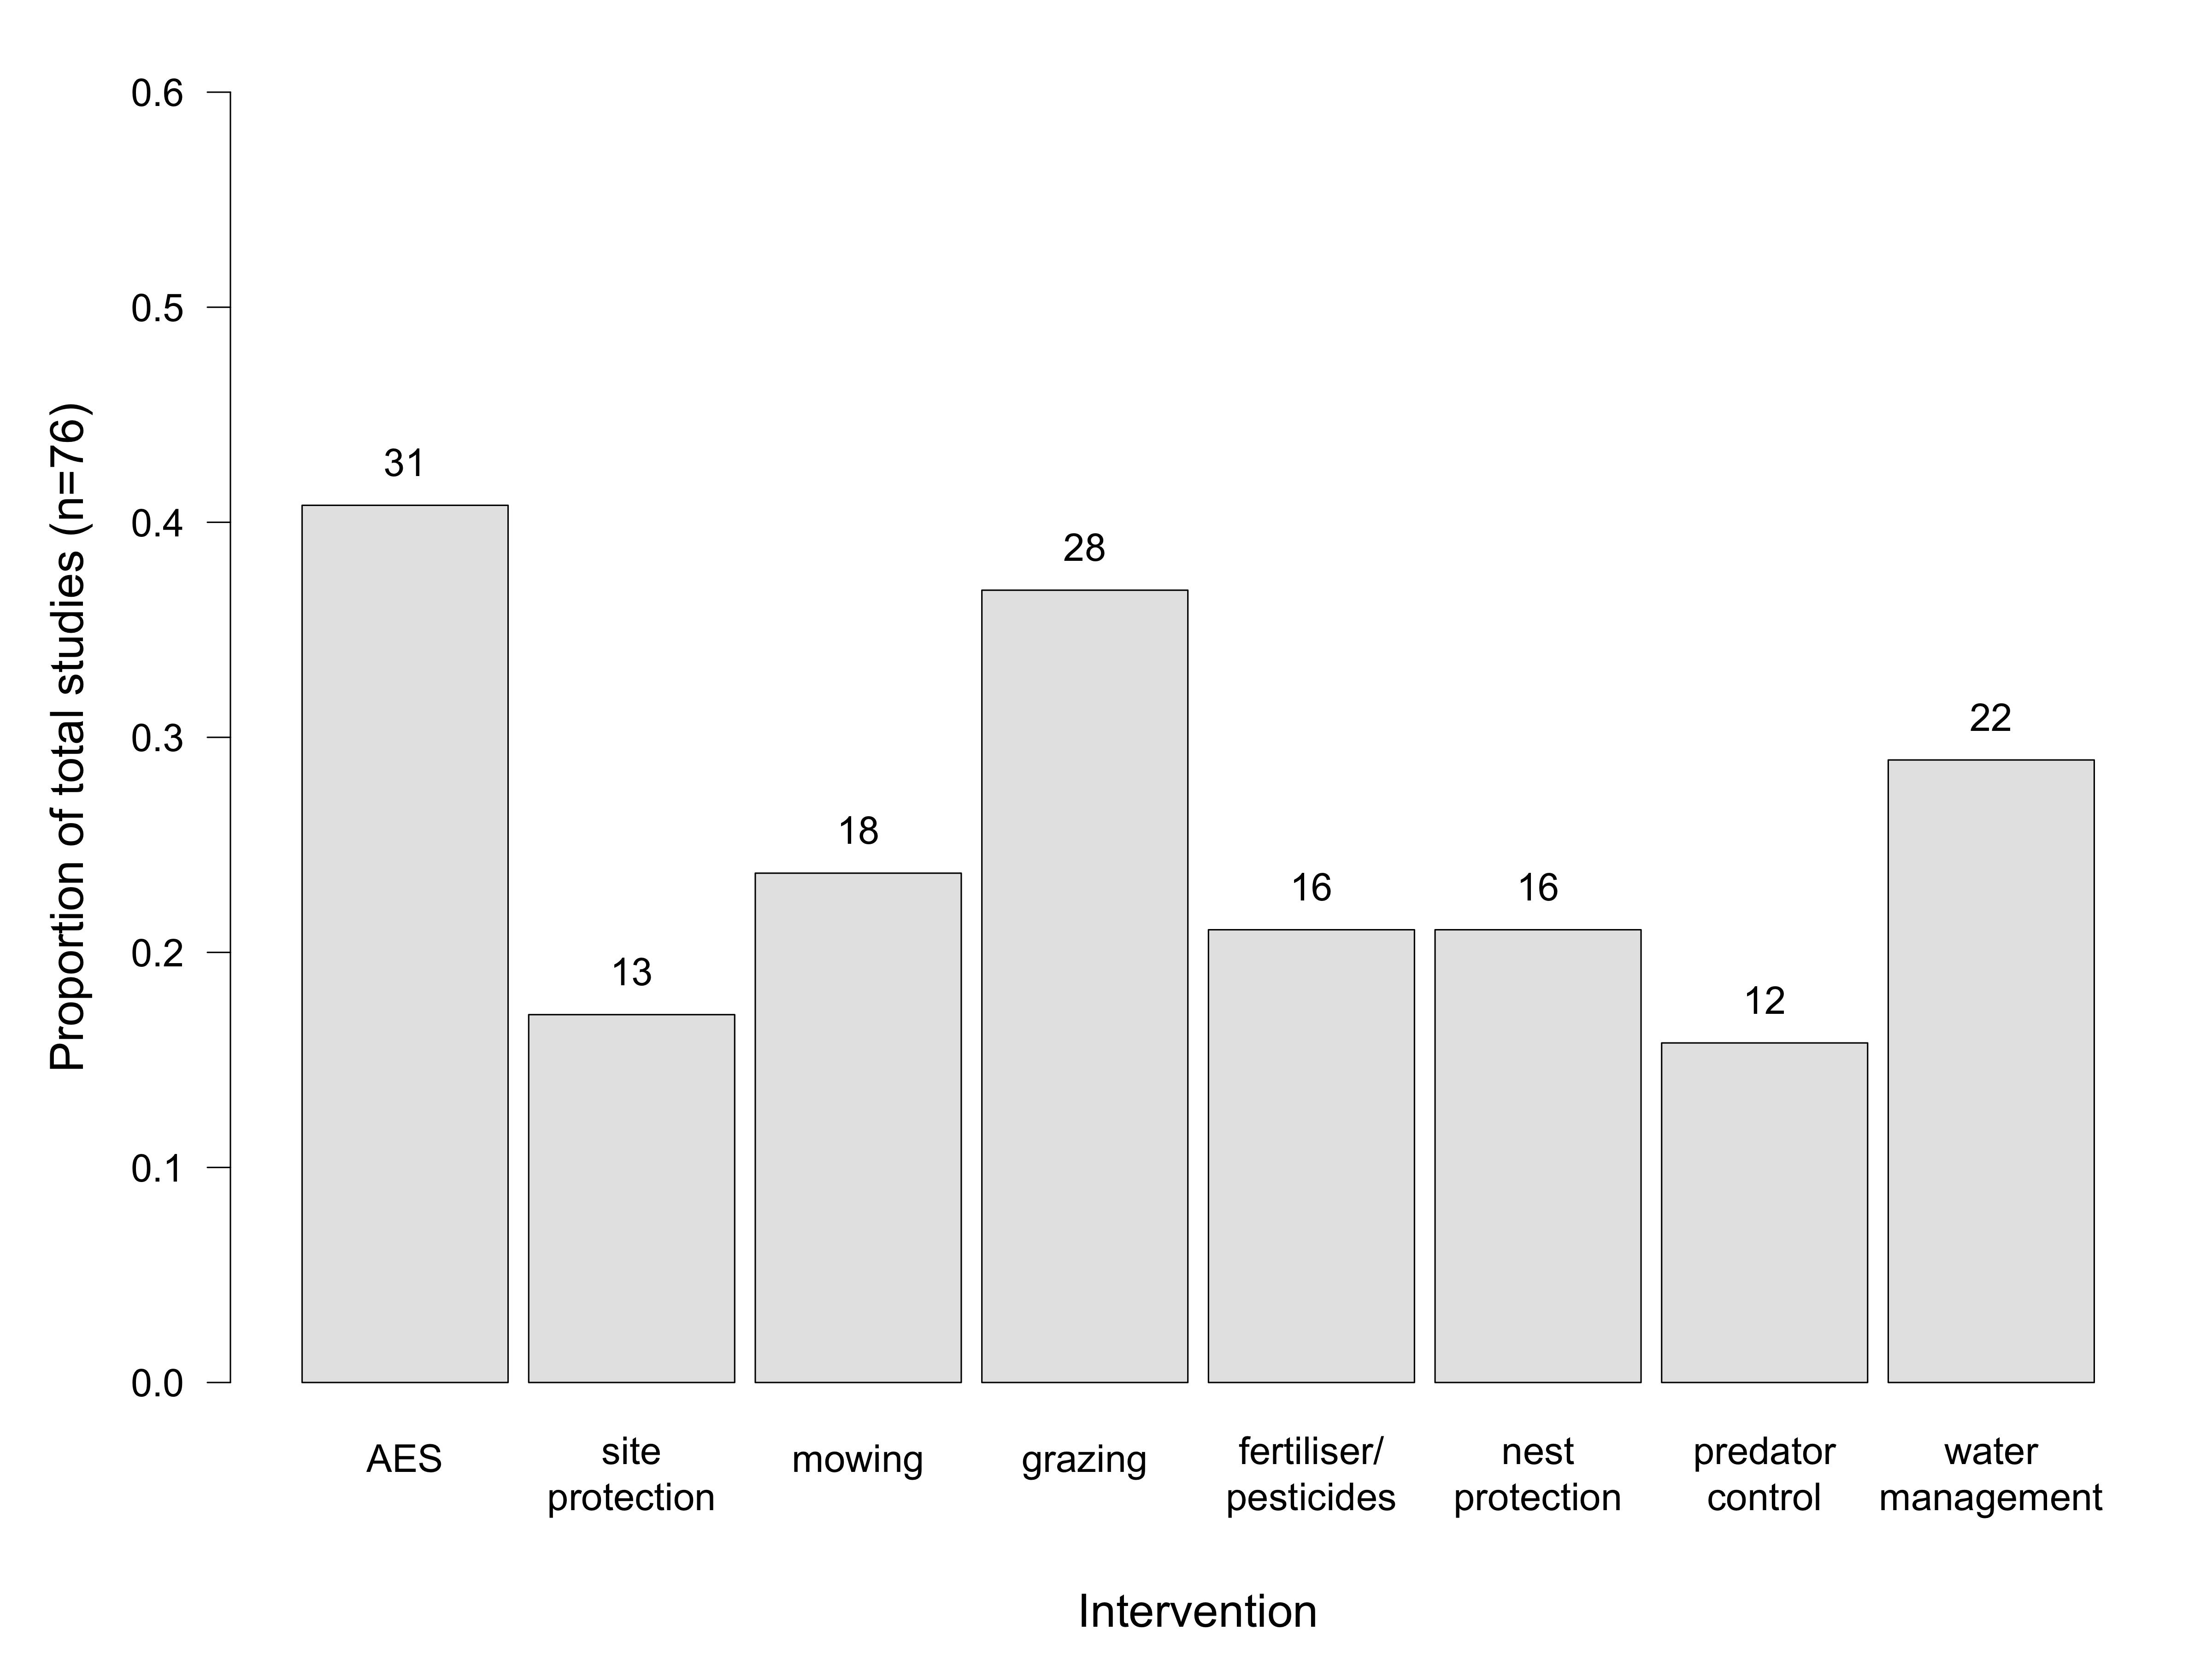 Proportion of total studies (n=76)
0.6
0.5
0.4
0.3
0.2
0.1
0.0
31
13
18
28
16
16
12
22
AES
site
protection
mowing
grazing
fertiliser/
pesticides
nest
protection
predator
control
water
management
Intervention